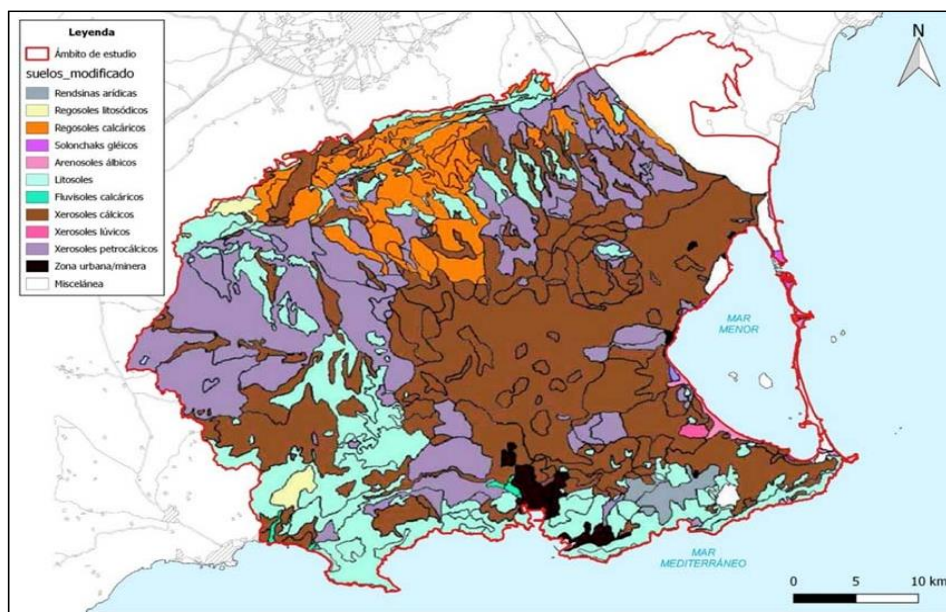 Leyenda
Ámbito de estudio
suelos_modificado
Rendsinas arídicas
Regosoles litosódicos
Regosoles calcáricos
Solonchaks gléicos
Arenosoles álbicos
Litosoles
Fluvisoles calcáricos
Xerosoles cálcicos
Xerosoles lúvicos
Xerosoles petrocálcicos
Zona urbana/minera
Miscelánea
N
MAR
MENOR
MAR
MEDITERRÁNEO
0 5 10 km